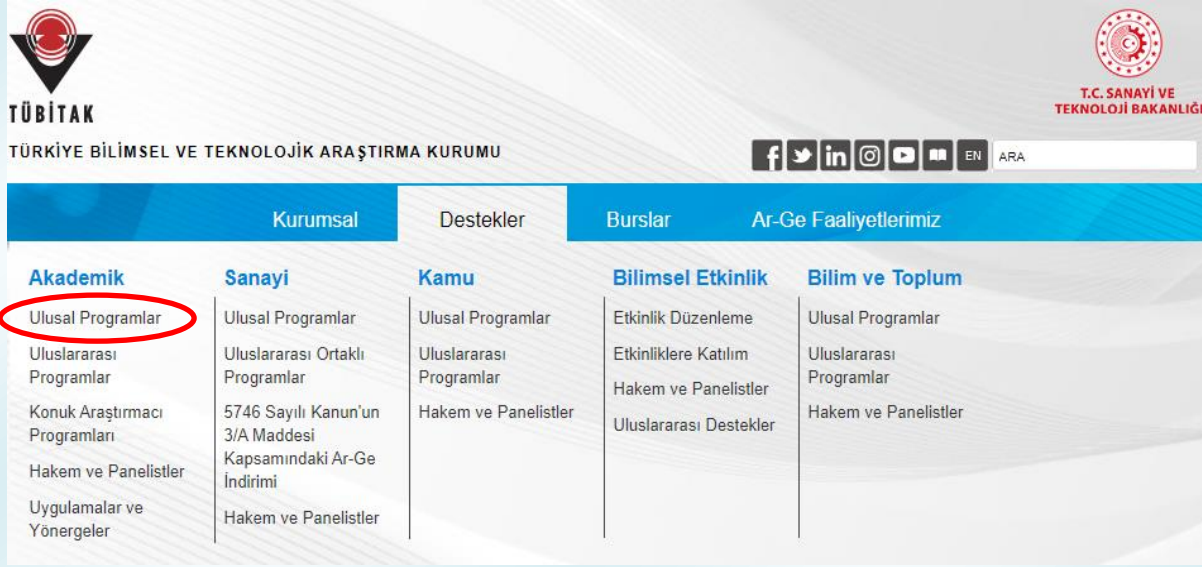 TÜBİTAK
T.C. SANAYİ VE
TEKNOLOJİ BAKANLIĞI
TÜRKİYE BİLİMSEL VE TEKNOLOJİK ARAŞTIRMA KURUMU
EN
ARA
Kurumsal
Destekler
Burslar
Ar-Ge Faaliyetlerimiz
Akademik
Ulusal Programlar
Uluslararası
Programlar
Konuk Araştırmacı
Programları
Hakem ve Panelistler
Uygulamalar ve
Yönergeler
Sanayi
Ulusal Programlar
Uluslararası Ortaklı
Programlar
5746 Sayılı Kanun'un
3/A Maddesi
Kapsamındaki Ar-Ge
İndirimi
Hakem ve Panelistler
Kamu
Ulusal Programlar
Uluslararası
Programlar
Hakem ve Panelistler
Bilimsel Etkinlik
Etkinlik Düzenleme
Etkinliklere Katılım
Hakem ve Panelistler
Uluslararası Destekler
Bilim ve Toplum
Ulusal Programlar
Uluslararası
Programlar
Hakem ve Panelistler